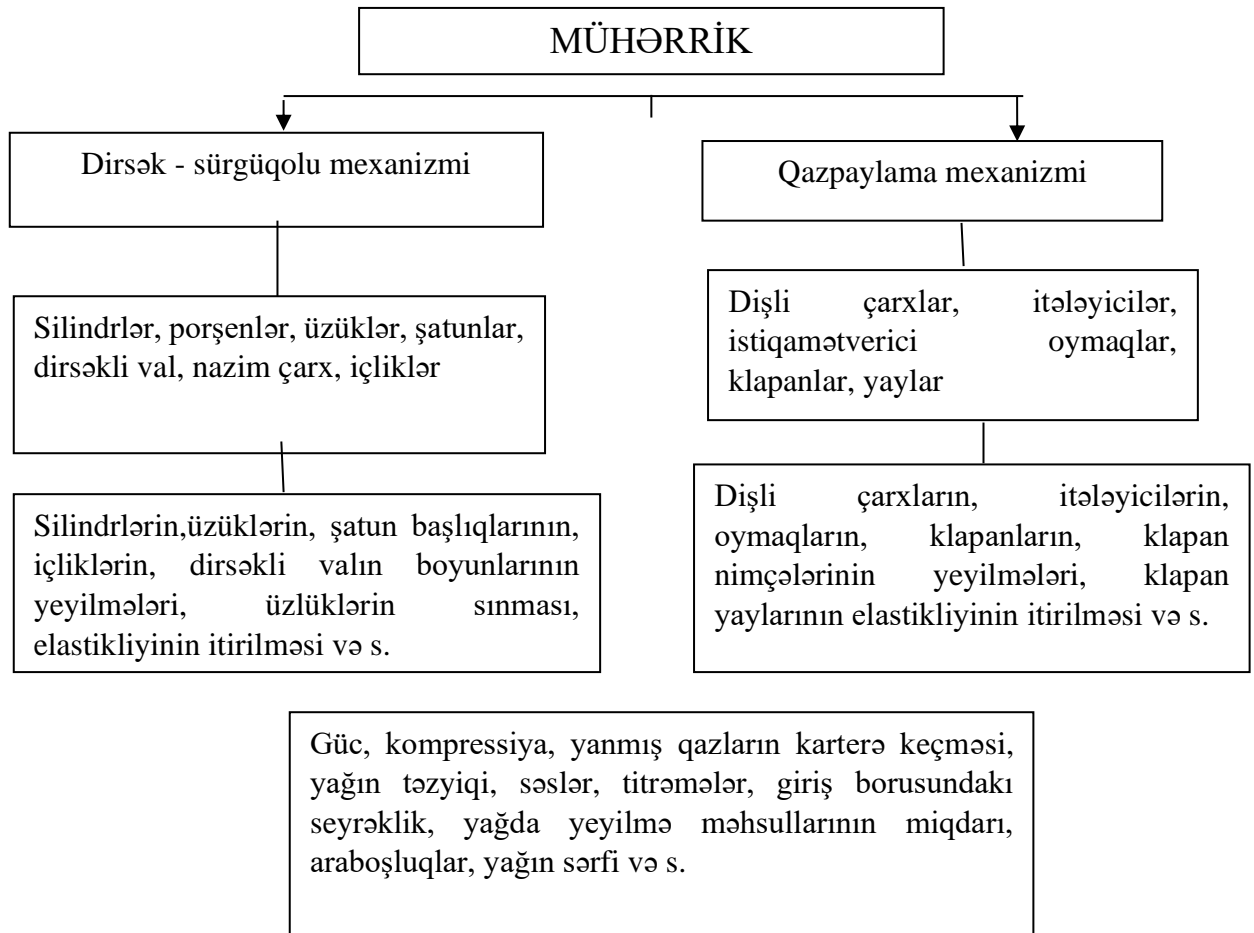 MÜHƏRRİK
Dirsək - sürgüqolu mexanizmi
Qazpaylama mexanizmi
Silindrlər, porşenlər, üzüklər, şatunlar,
dirsəkli val, nazim çarx, içliklər
Dişli çarxlar, itələyicilər,
istiqamətverici oymaqlar,
klapanlar, yaylar
Silindrlərin,üzüklərin, şatun başlıqlarının,
içliklərin, dirsəkli valın boyunlarının
yeyilmələri, üzlüklərin sınması,
elastikliyinin itirilməsi və s.
Dişli çarxların, itələyicilərin,
oymaqların, klapanların, klapan
nimçələrinin yeyilmələri, klapan
yaylarının elastikliyinin itirilməsi və s.
Güc, kompressiya, yanmış qazların karterə keçməsi,
yağın təzyiqi, səslər, titrəmələr, giriş borusundakı
seyrəklik, yağda yeyilmə məhsullarının miqdarı,
araboşluqlar, yağın sərfi və s.